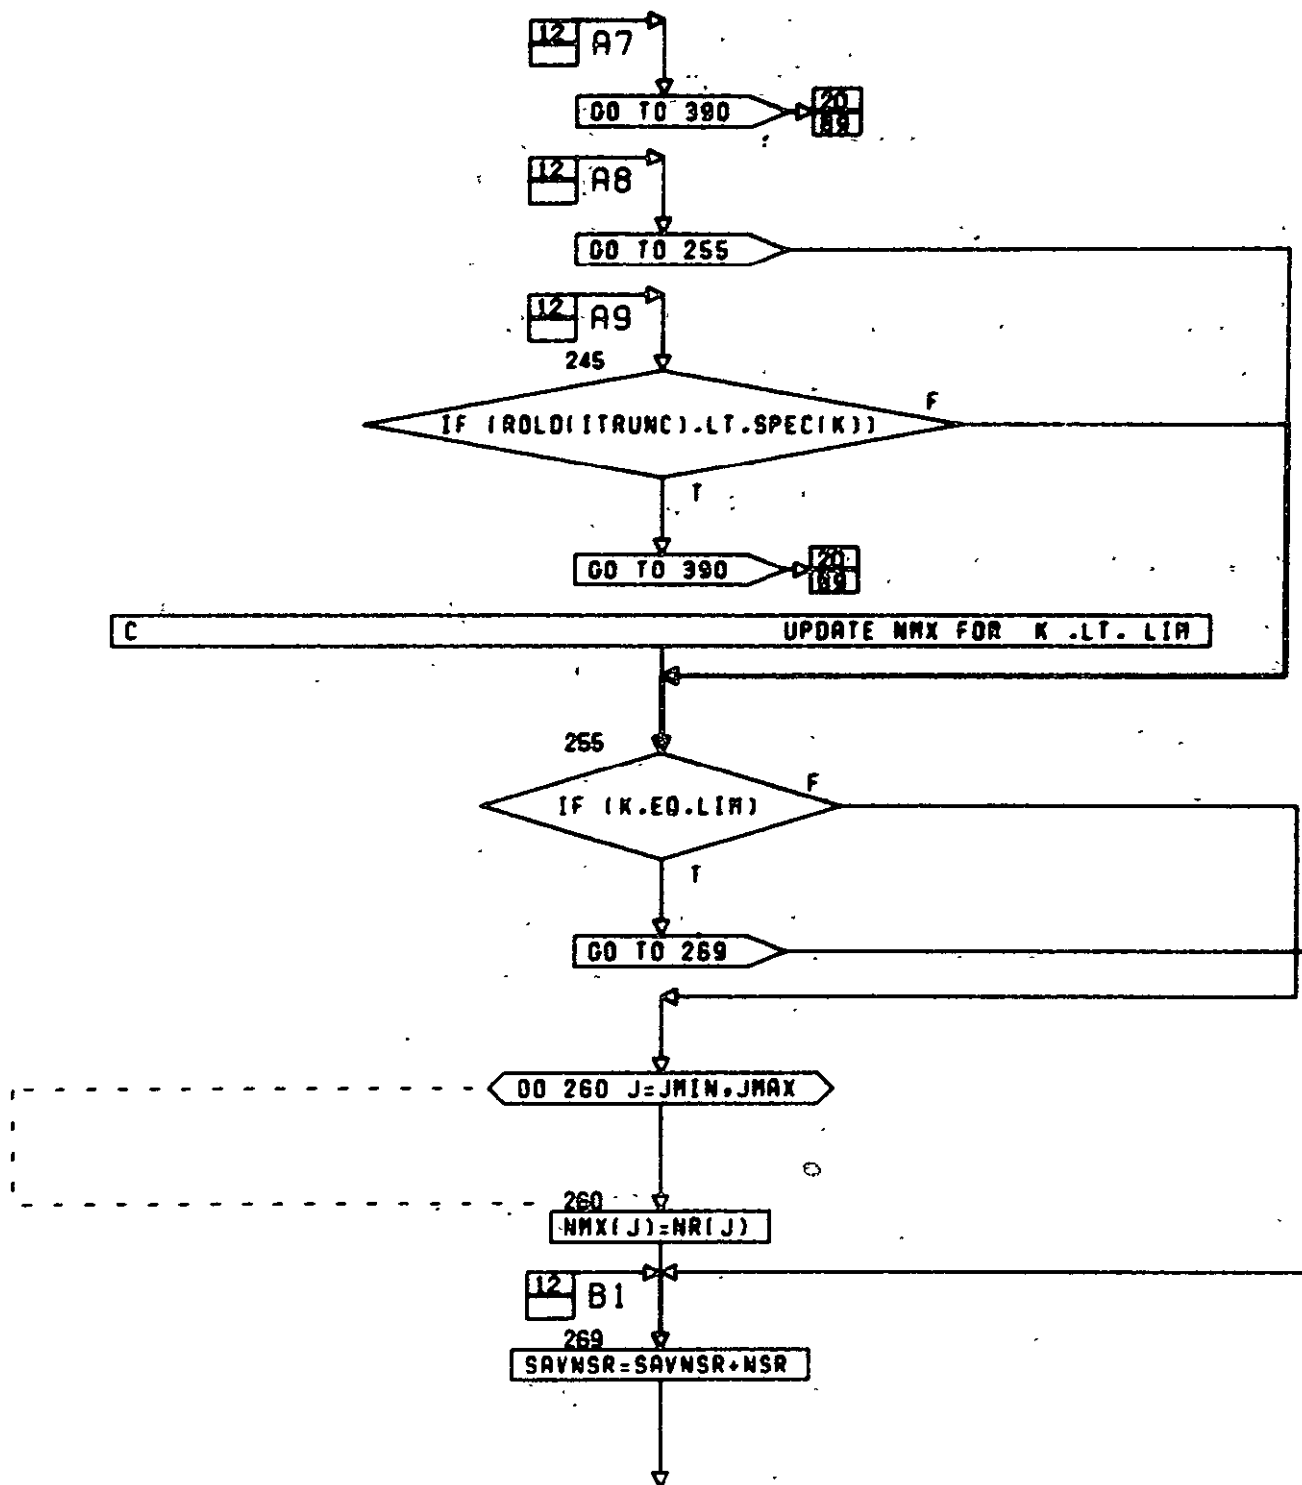 12
A7
GO TO 390
20
B9
12
A8
GO TO 255
12
A9
245
IF (ROLD(ITRUNC).LT.SPEC(K))
F
T
GO TO 390
20
B9
C UPDATE NMX FOR K .LT. LIM
255
IF (K.EQ.LIM)
F
T
GO TO 269
DO 260 J=JMIN,JMAX
260
NMX(J)=NR(J)
12
B1
269
SAVNSR=SAVNSR+NSR